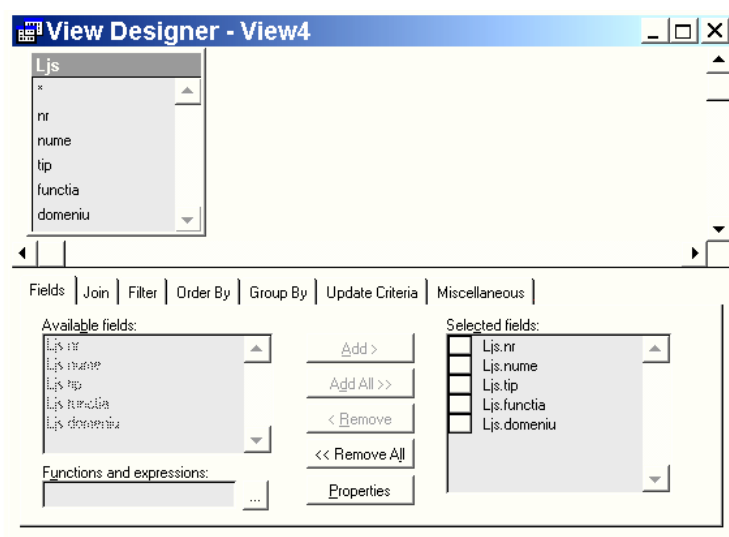 View Designer - View4
Ljs
*
nr
nume
tip
functia
domeniu
Fields Join Filter Order By Group By Update Criteria Miscellaneous
Available fields:
Ljs.nr
Ljs.nume
Ljs.tip
Ljs.functia
Ljs.domeniu
Functions and expressions:
...
Add >
Add All >>
< Remove
<< Remove All
Properties
Selected fields:
Ljs.nr
Ljs.nume
Ljs.tip
Ljs.functia
Ljs.domeniu